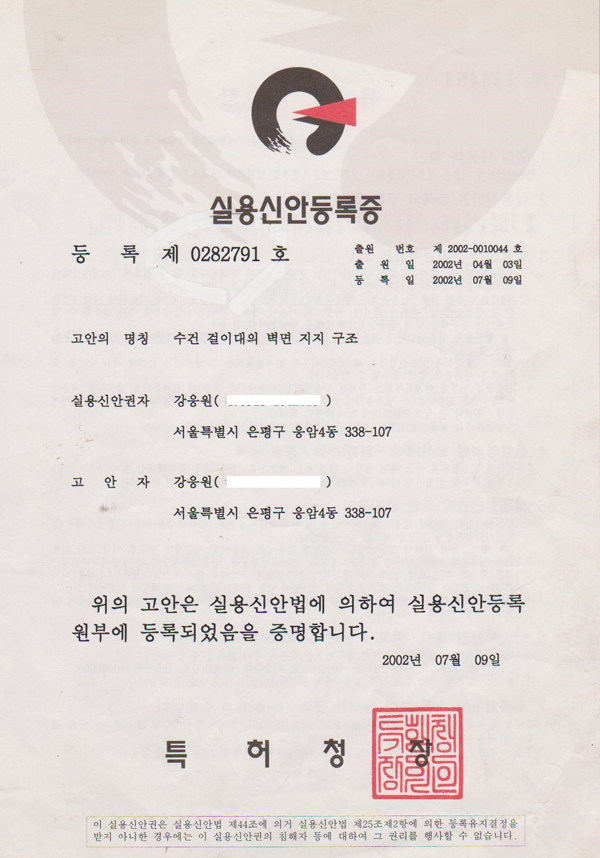 실용신안등록증
등 록 제 0282791 호
출원 번호 제 2002-0010044 호
출 원 일 2002년 04월 03일
등 록 일 2002년 07월 09일
고안의 명칭 수건 걸이대의 벽면 지지 구조
실용신안권자 강응원( )
서울특별시 은평구 응암4동 338-107
고 안 자 강응원( )
서울특별시 은평구 응암4동 338-107
위의 고안은 실용신안법에 의하여 실용신안등록
원부에 등록되었음을 증명합니다.
2002년 07월 09일
특 허 청 장
이 실용신안권은 실용신안법 제44조에 의거 실용신안법 제25조제2항에 의한 등록유지결정을
받지 아니한 경우에는 이 실용신안권의 침해자 등에 대하여 그 권리를 행사할 수 없습니다.